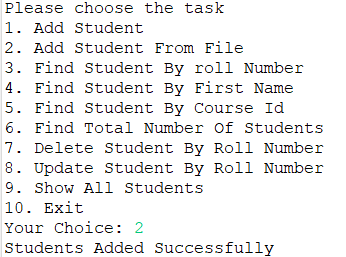 Please choose the task
1. Add Student
2. Add Student From File
3. Find Student By roll Number
4. Find Student By First Name
5. Find Student By Course Id
6. Find Total Number Of Students
7. Delete Student By Roll Number
8. Update Student By Roll Number
9. Show All Students
10. Exit
Your Choice: 2
Students Added Successfully